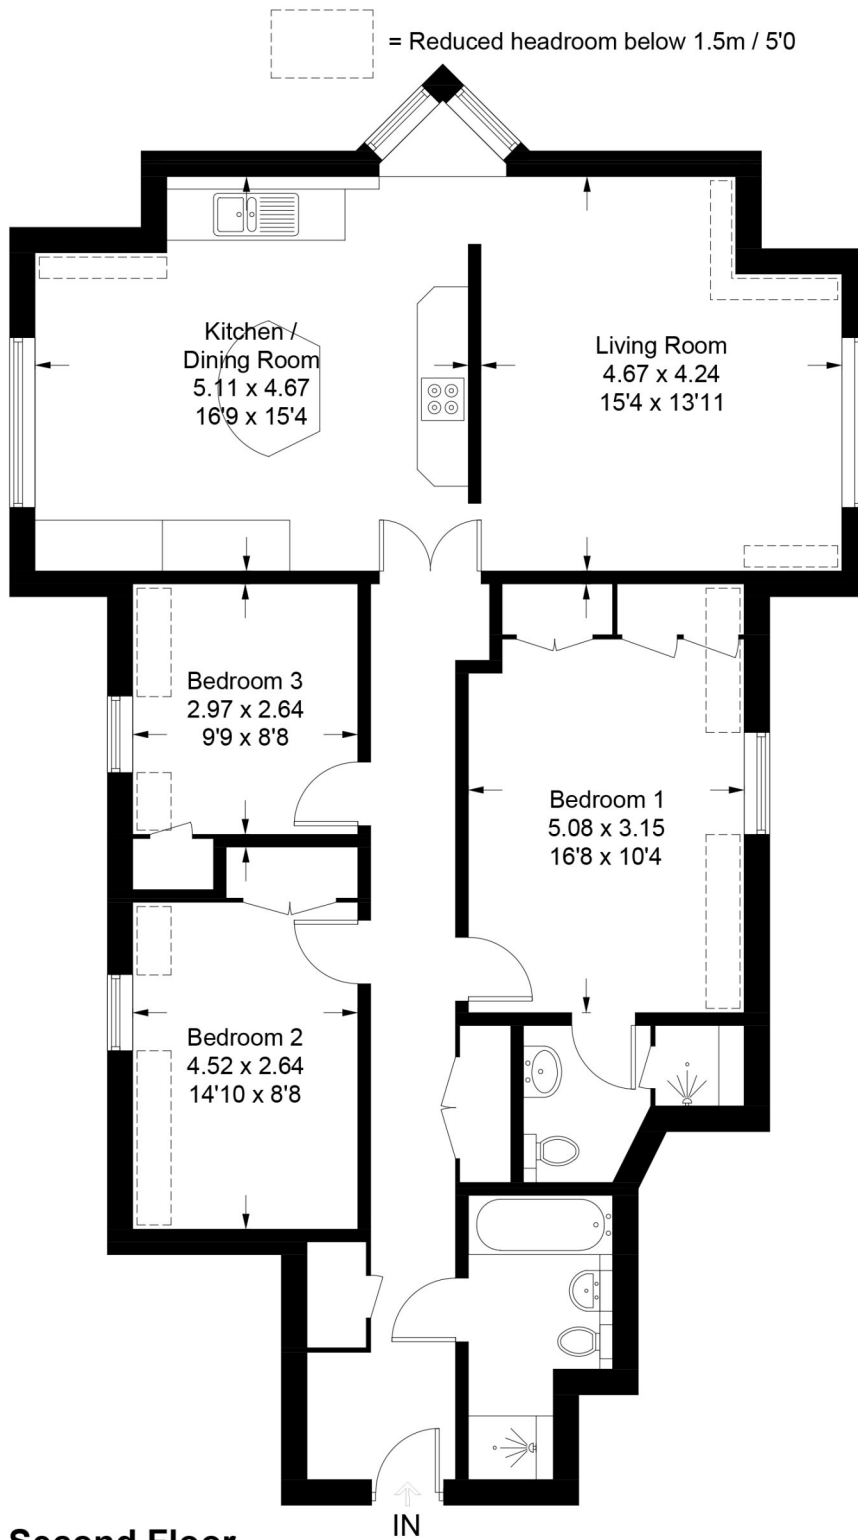 = Reduced headroom below 1.5m / 5'0
Kitchen /
Dining Room
5.11 x 4.67
16'9 x 15'4
Living Room
4.67 x 4.24
15'4 x 13'11
Bedroom 3
2.97 x 2.64
9'9 x 8'8
Bedroom 1
5.08 x 3.15
16'8 x 10'4
Bedroom 2
4.52 x 2.64
14'10 x 8'8
IN
Second Floor